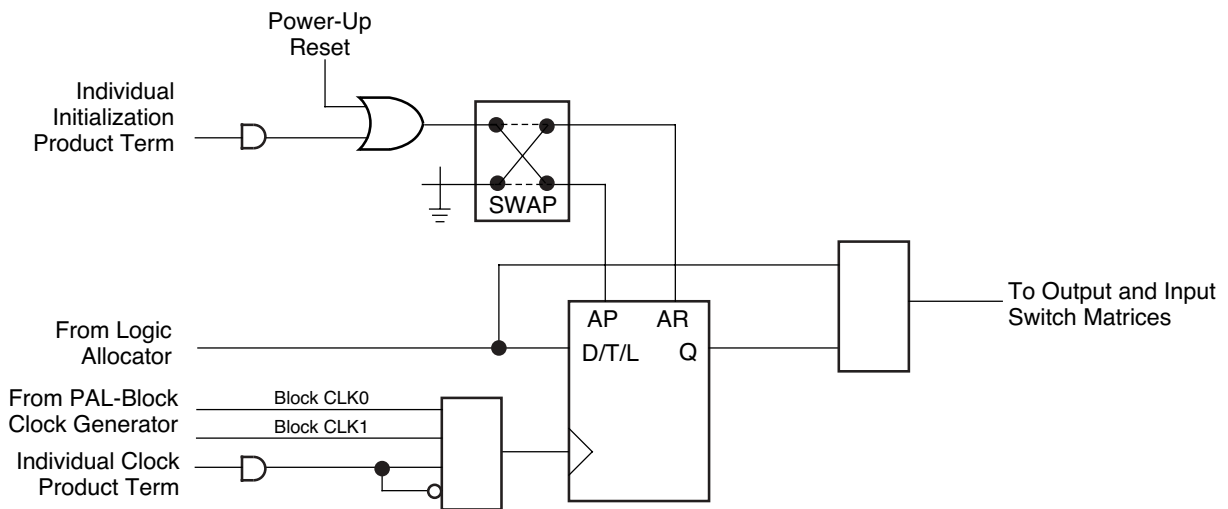 Power-Up
Reset
Individual
Initialization
Product Term
SWAP
To Output and Input
Switch Matrices
AP AR
From Logic
Allocator
D/T/L Q
From PAL-Block
Clock Generator
Block CLK0
Block CLK1
Individual Clock
Product Term